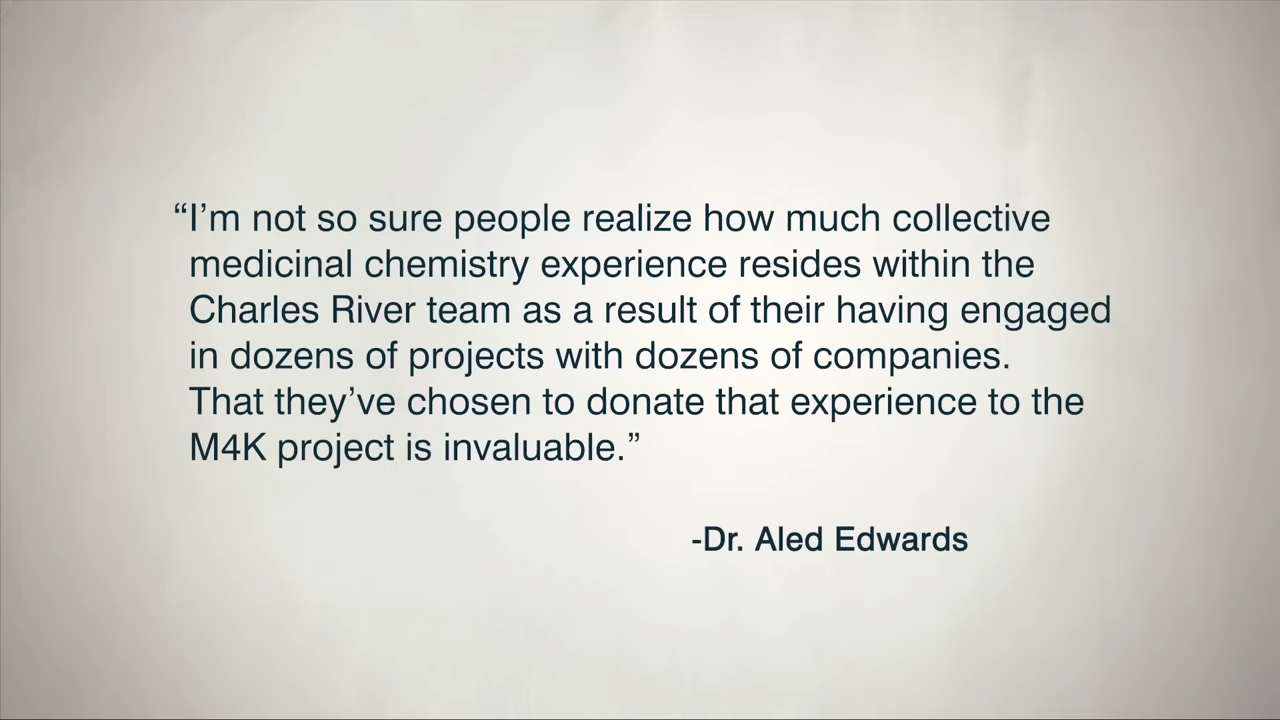 “I’m not so sure people realize how much collective
medicinal chemistry experience resides within the
Charles River team as a result of their having engaged
in dozens of projects with dozens of companies.
That they’ve chosen to donate that experience to the
M4K project is invaluable.”
-Dr. Aled Edwards